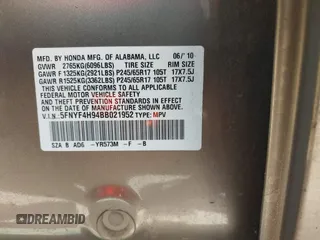 MFD. BY HONDA MFG. OF ALABAMA, LLC 06/10
GVWR 2765KG(6096LBS) TIRE SIZE RIM SIZE
GAWR F 1325KG(2921LBS) P245/65R17 17X7.5J
GAWR R 1525KG(3362LBS) P245/65R17 105T 17X7.5J
THIS VEHICLE CONFORMS TO ALL APPLICABLE
FEDERAL MOTOR VEHICLE SAFETY AND
THEFT PREVENTION STANDARDS IN EFFECT ON
THE DATE OF MANUFACTURE SHOWN ABOVE.
V.I.N.: 5FNYF4H94BB021952 TYPE: MPV
SZA B AD6 -YR573M -F -B
DREAMBID